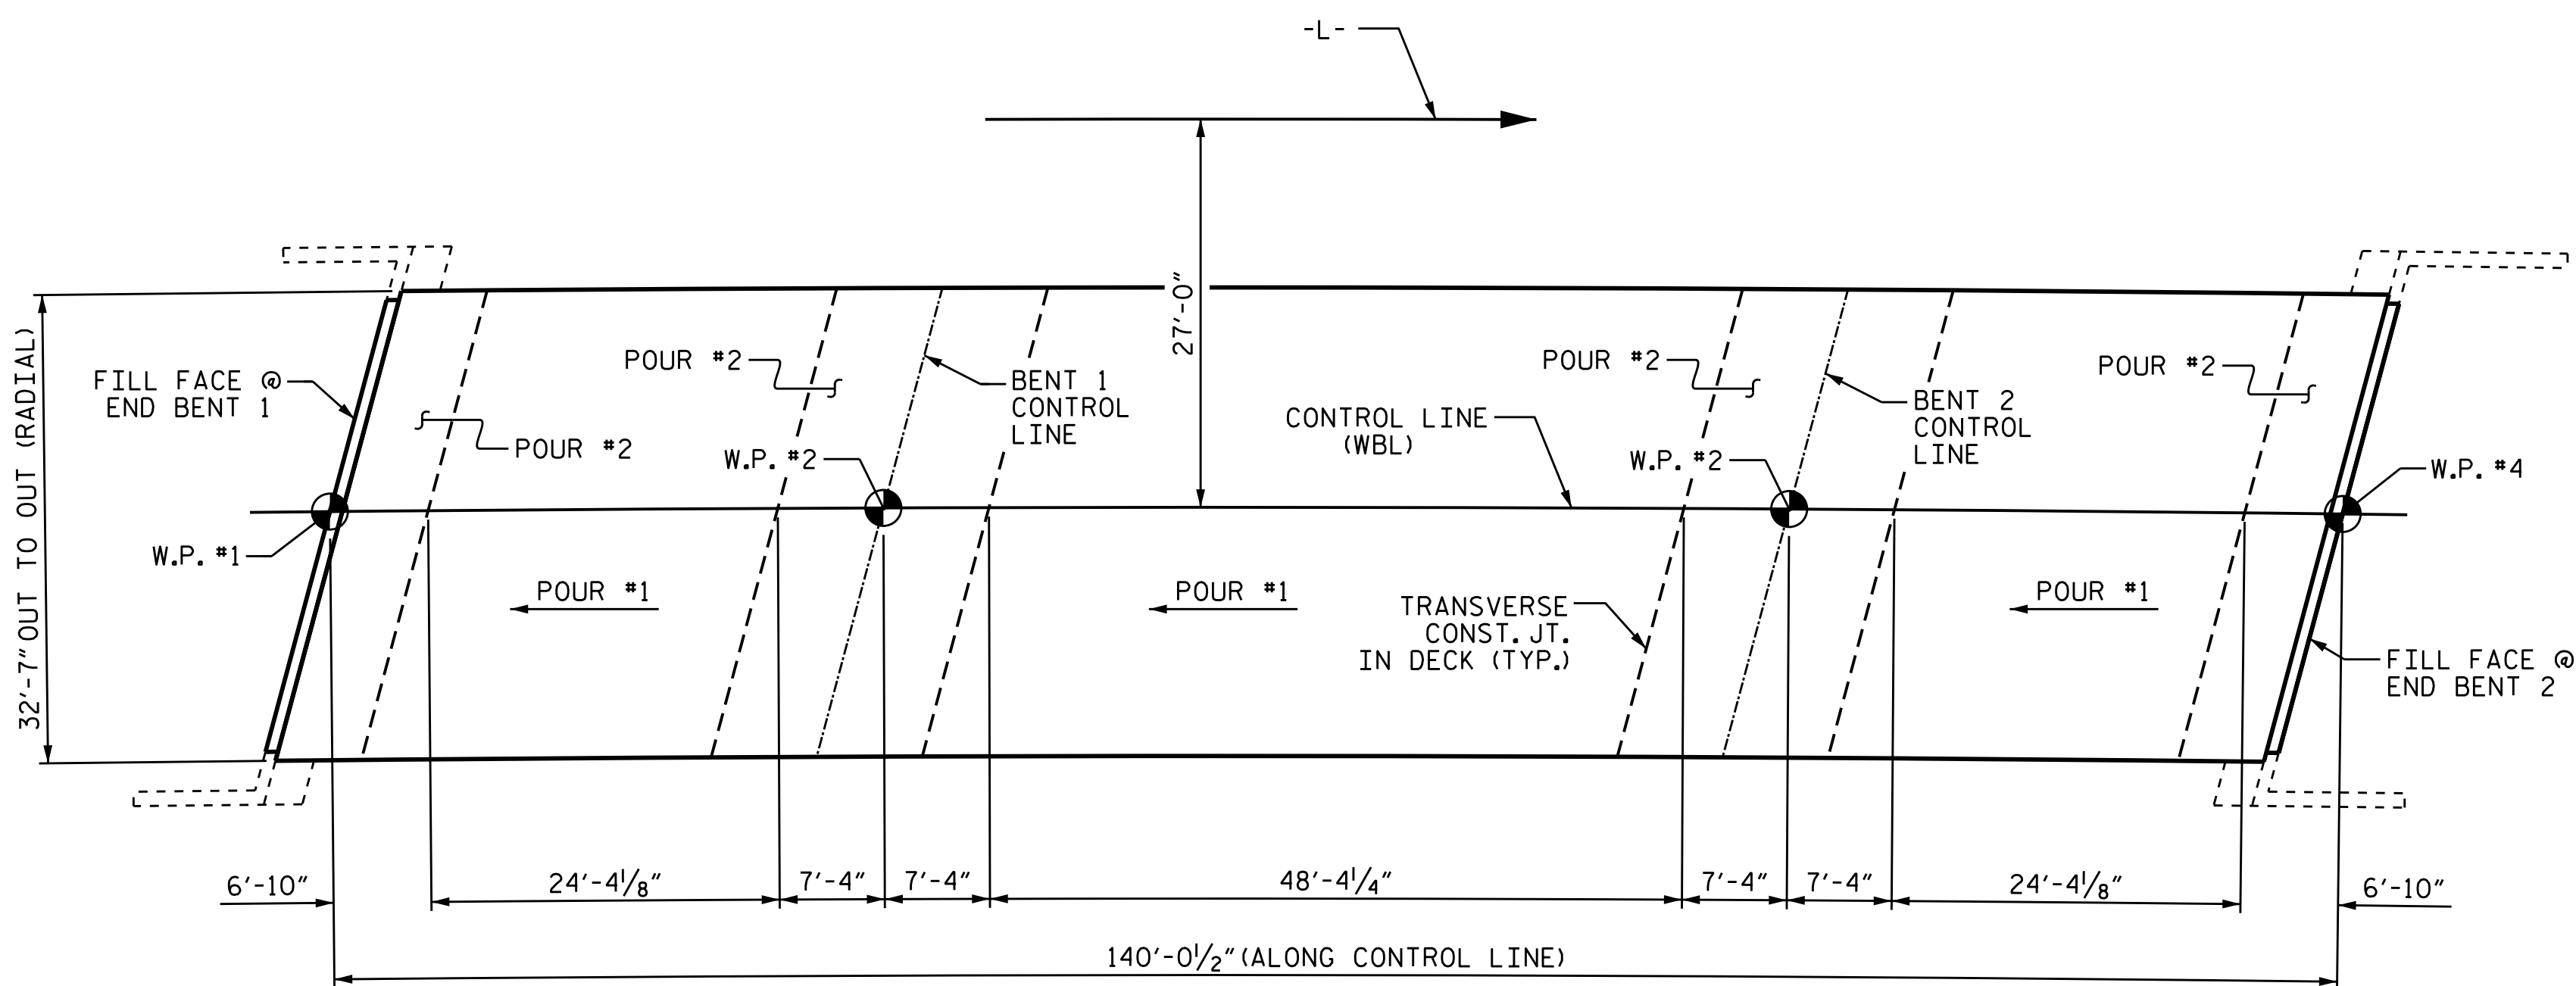 -L-
27'-0"
32'-7" OUT TO OUT (RADIAL)
FILL FACE @
END BENT 1
POUR #2
POUR #2
W.P. #2
BENT 1
CONTROL
LINE
CONTROL LINE
(WBL)
POUR #2
W.P. #2
BENT 2
CONTROL
LINE
POUR #2
W.P. #4
W.P. #1
POUR #1
POUR #1
TRANSVERSE
CONST. JT.
IN DECK (TYP.)
POUR #1
FILL FACE @
END BENT 2
6'-10"
24'-4 1/8"
7'-4"
7'-4"
48'-4 1/4"
7'-4"
7'-4"
24'-4 1/8"
6'-10"
140'-0 1/2" (ALONG CONTROL LINE)